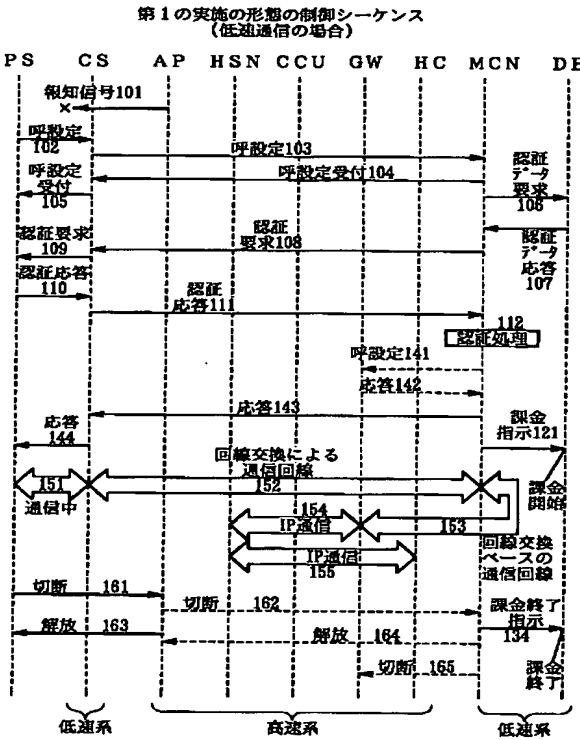 第1の実施の形態の制御シーケンス
(低速通信の場合)
PS CS AP HSN CCU GW HC MCN DB
報知信号101
呼設定
102
呼設定103
呼設定受付104
認証
データ
要求
106
呼設定
受付
105
認証
要求108
認証要求
109
認証
データ
応答
107
認証応答
110
認証
応答111
112
認証処理
呼設定141
応答142
応答143
応答
144
課金
指示121
回線交換による
通信回線
151
152
通信中
課金
開始
154
IP通信
153
IP通信
155
回線交換
ベースの
通信回線
切断 161
切断 162
課金終了
指示
134
解放 163
解放 164
切断 165
課金
終了
低速系
高速系
低速系